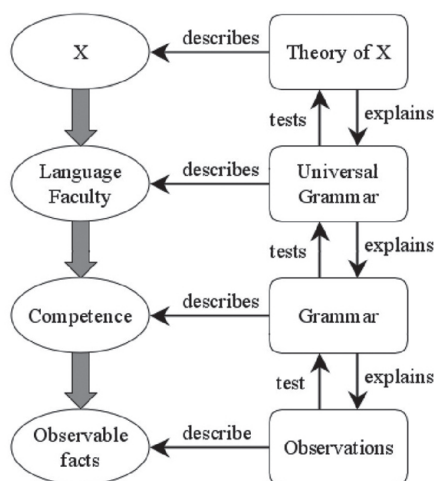 X
describes
Theory of X
tests
explains
Language
Faculty
describes
Universal
Grammar
tests
explains
Competence
describes
Grammar
test
explains
Observable
facts
describe
Observations